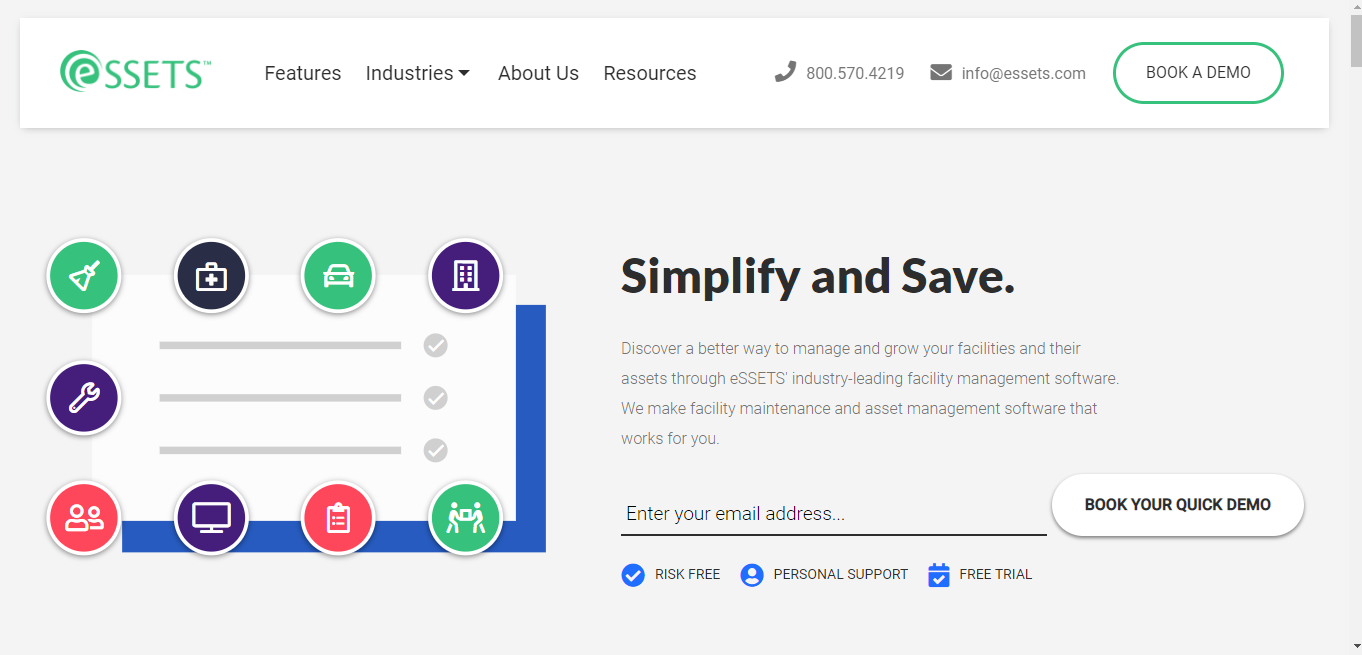 eSSETS™
Features Industries About Us Resources 800.570.4219 info@essets.com BOOK A DEMO
Simplify and Save.
Discover a better way to manage and grow your facilities and their
assets through eSSETS' industry-leading facility management software.
We make facility maintenance and asset management software that
works for you.
Enter your email address...
BOOK YOUR QUICK DEMO
RISK FREE PERSONAL SUPPORT FREE TRIAL